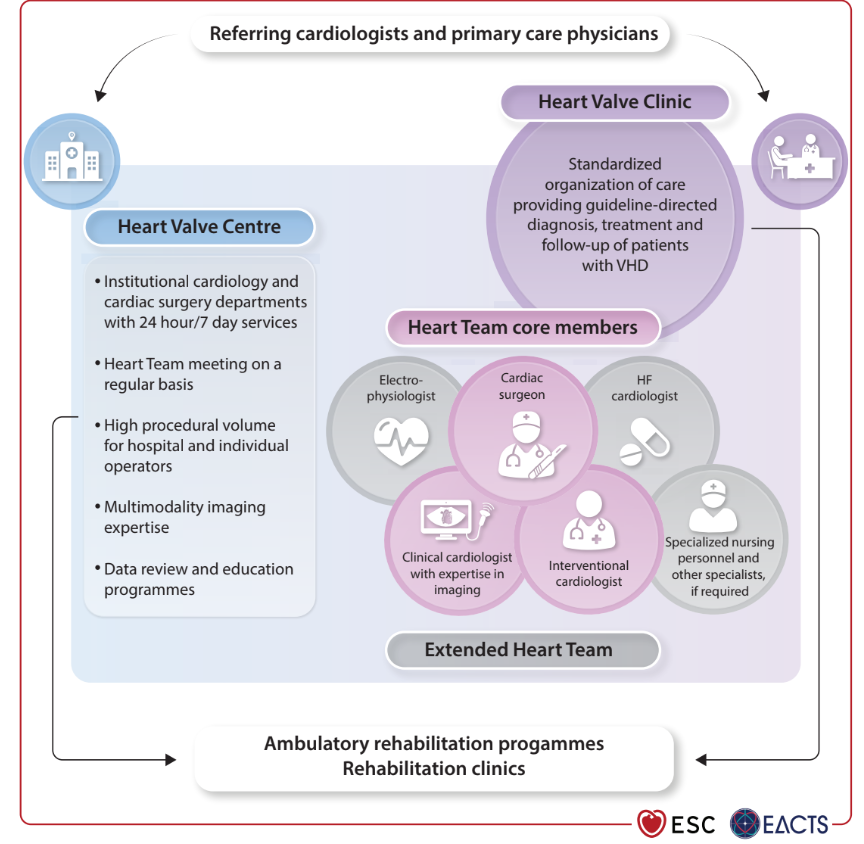 Referring cardiologists and primary care physicians
Heart Valve Clinic
Standardized
organization of care
providing guideline-directed
diagnosis, treatment and
follow-up of patients
with VHD
Heart Valve Centre
• Institutional cardiology and
cardiac surgery departments
with 24 hour/7 day services
• Heart Team meeting on a
regular basis
• High procedural volume
for hospital and individual
operators
• Multimodality imaging
expertise
• Data review and education
programmes
Heart Team core members
Electro-
physiologist
Cardiac
surgeon
HF
cardiologist
Clinical cardiologist
with expertise in
imaging
Interventional
cardiologist
Specialized nursing
personnel and
other specialists,
if required
Extended Heart Team
Ambulatory rehabilitation progammes
Rehabilitation clinics
ESC
EACTS